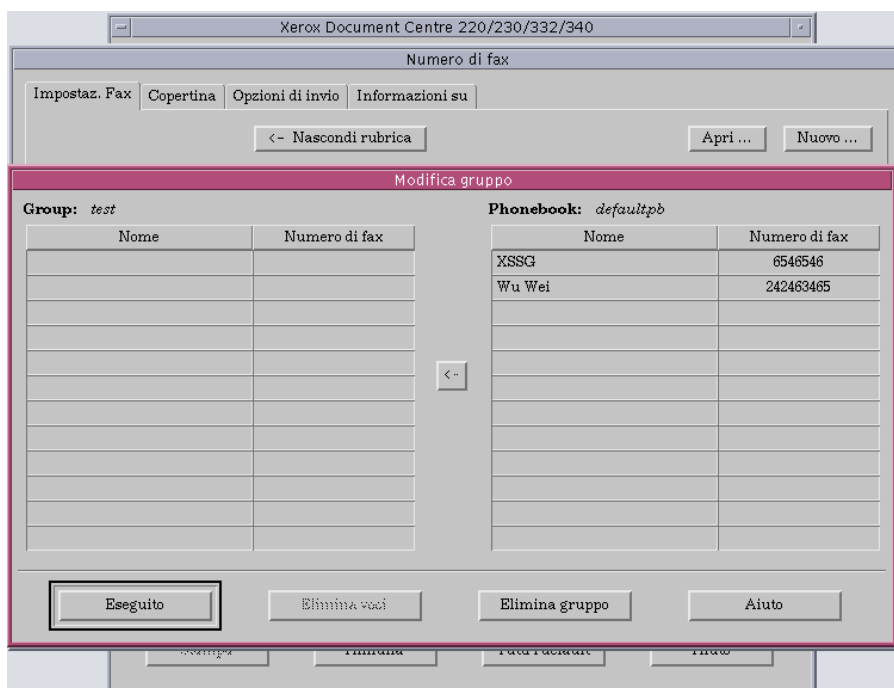 Xerox Document Centre 220/230/332/340
Numero di fax
Impostaz. Fax Copertina Opzioni di invio Informazioni su
<- Nascondi rubrica Apri ... Nuovo ...
Modifica gruppo
Group: test Phonebook: default.pb
Nome Numero di fax Nome Numero di fax
XSSG 6546546
Wu Wei 242463465
<-
Eseguito Elimina voci Elimina gruppo Aiuto